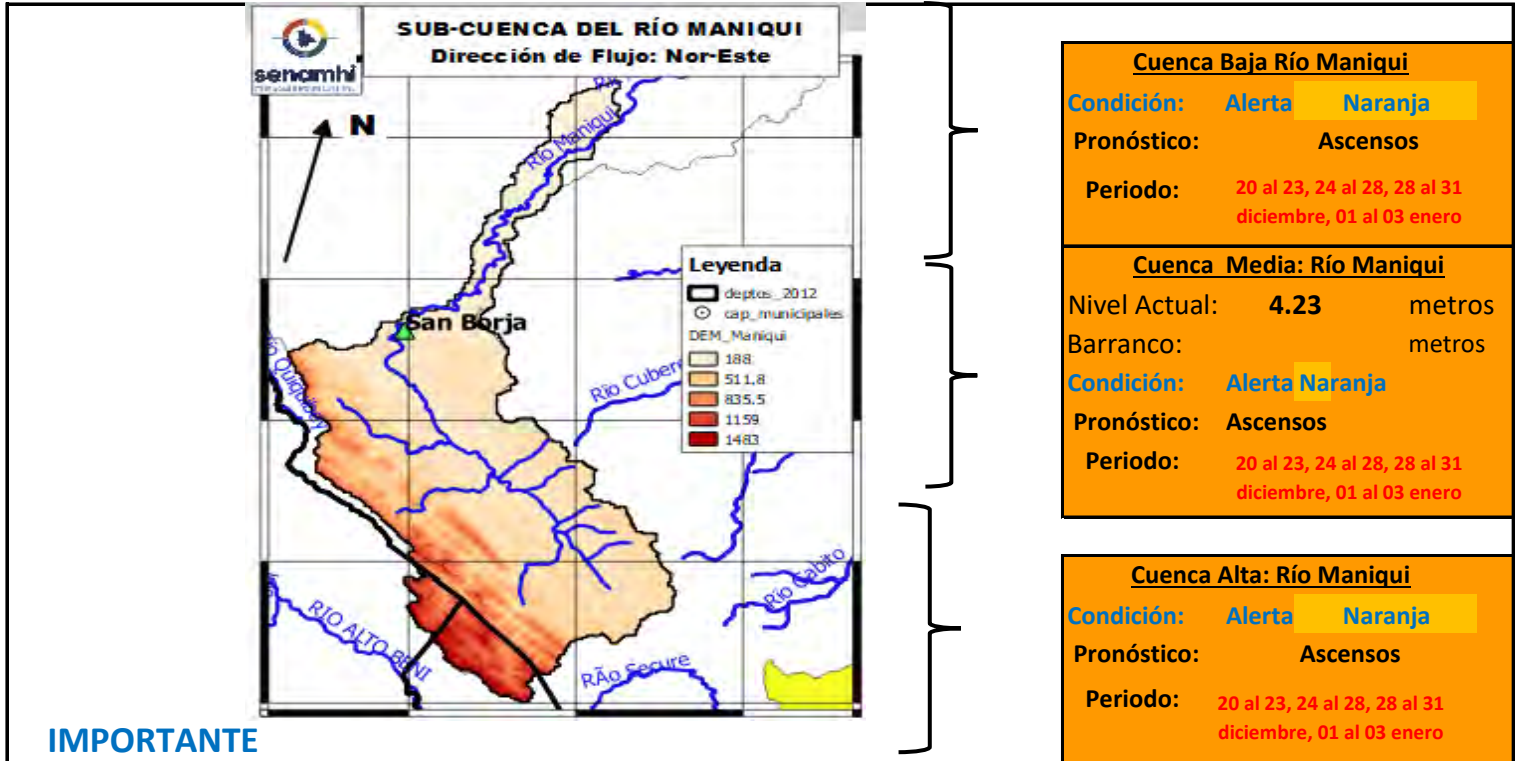 SUB-CUENCA DEL RÍO MANIQUI
Dirección de Flujo: Nor-Este
senamhi
N
Río Maniqui
San Borja
Río Quiquibey
Leyenda
deptos_2012
cap_municipales
DEM_Maniqui
188
511.8
835.5
1159
1483
Río Cubere
Río Cabito
RIO ALTO BENI
RÃo Secure
IMPORTANTE
Cuenca Baja Río Maniqui
Condición: Alerta Naranja
Pronóstico: Ascensos
Periodo: 20 al 23, 24 al 28, 28 al 31
diciembre, 01 al 03 enero
Cuenca Media: Río Maniqui
Nivel Actual: 4.23 metros
Barranco: metros
Condición: Alerta Naranja
Pronóstico: Ascensos
Periodo: 20 al 23, 24 al 28, 28 al 31
diciembre, 01 al 03 enero
Cuenca Alta: Río Maniqui
Condición: Alerta Naranja
Pronóstico: Ascensos
Periodo: 20 al 23, 24 al 28, 28 al 31
diciembre, 01 al 03 enero